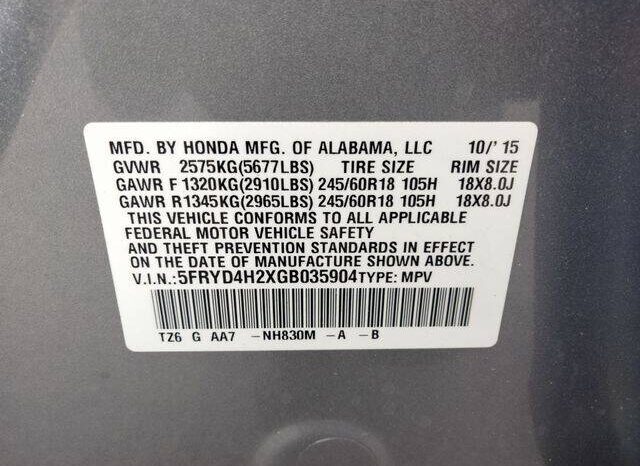 MFD. BY HONDA MFG. OF ALABAMA, LLC 10/'15
GVWR 2575KG(5677LBS) TIRE SIZE RIM SIZE
GAWR F 1320KG(2910LBS) 245/60R18 105H 18X8.0J
GAWR R1345KG(2965LBS) 245/60R18 105H 18X8.0J
THIS VEHICLE CONFORMS TO ALL APPLICABLE
FEDERAL MOTOR VEHICLE SAFETY
AND THEFT PREVENTION STANDARDS IN EFFECT
ON THE DATE OF MANUFACTURE SHOWN ABOVE.
V.I.N.:5FRYD4H2XGB035904TYPE: MPV
TZ6 G AA7 -NH830M -A -B